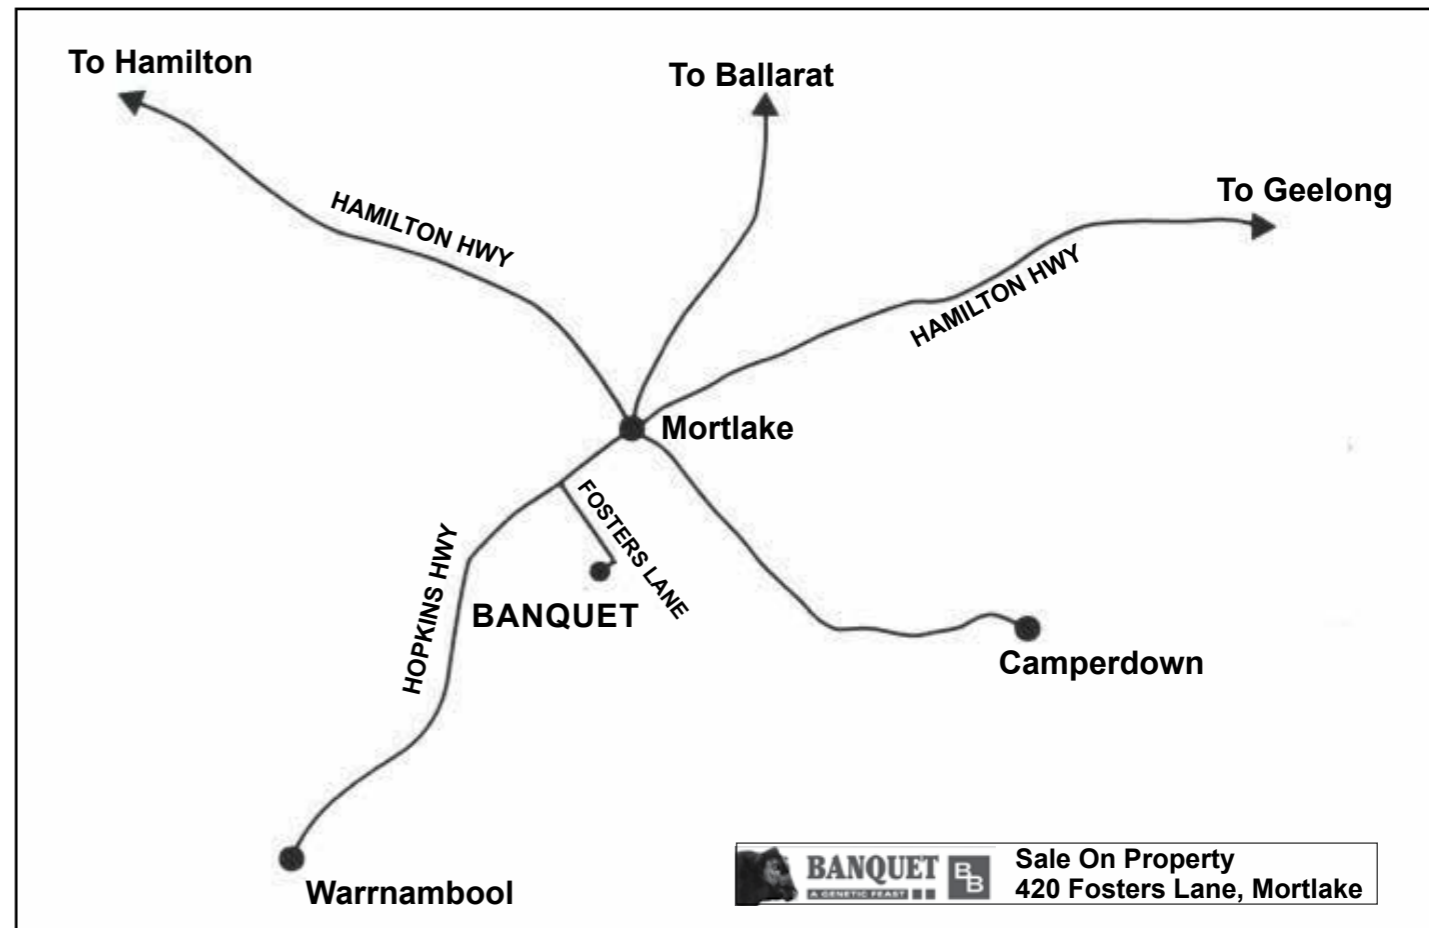 To Hamilton
To Ballarat
To Geelong
HAMILTON HWY
HAMILTON HWY
Mortlake
FOSTERS LANE
HOPKINS HWY
BANQUET
Camperdown
Warrnambool
BANQUET
A GENETIC FEAST
BB
Sale On Property
420 Fosters Lane, Mortlake